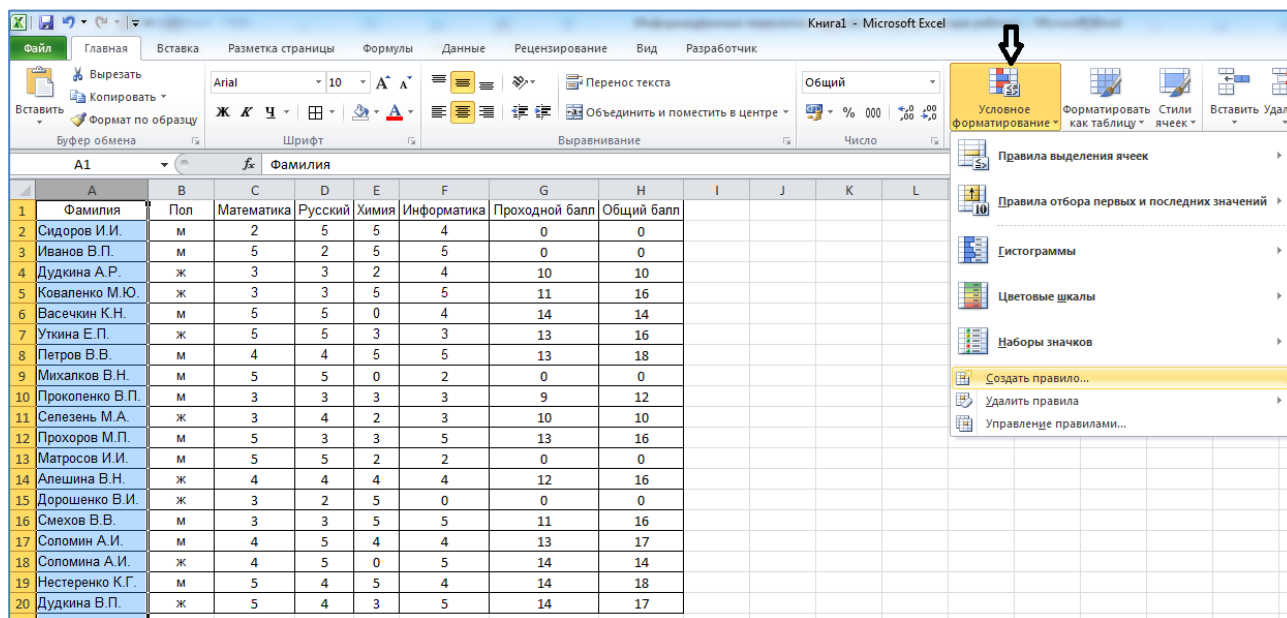 Книга1 - Microsoft Excel
Файл Главная Вставка Разметка страницы Формулы Данные Рецензирование Вид Разработчик
Вставить
Вырезать
Копировать
Формат по образцу
Буфер обмена
Arial 10
Ж К Ч
Шрифт
Перенос текста
Объединить и поместить в центре
Выравнивание
Общий
% 000
Число
Условное форматирование
Форматировать как таблицу
Стили ячеек
Вставить
Удал
Правила выделения ячеек
Правила отбора первых и последних значений
Гистограммы
Цветовые шкалы
Наборы значков
Создать правило...
Удалить правила
Управление правилами...
A1 fx Фамилия
A B C D E F G H I J K L
1 Фамилия Пол Математика Русский Химия Информатика Проходной балл Общий балл
2 Сидоров И.И. м 2 5 5 4 0 0
3 Иванов В.П. м 5 2 5 5 0 0
4 Дудкина А.Р. ж 3 3 2 4 10 10
5 Коваленко М.Ю. ж 3 3 5 5 11 16
6 Васечкин К.Н. м 5 5 0 4 14 14
7 Уткина Е.П. ж 5 5 3 3 13 16
8 Петров В.В. м 4 4 5 5 13 18
9 Михалков В.Н. м 5 5 0 2 0 0
10 Прокопенко В.П. м 3 3 3 3 9 12
11 Селезень М.А. ж 3 4 2 3 10 10
12 Прохоров М.П. м 5 3 3 5 13 16
13 Матросов И.И. м 5 5 2 2 0 0
14 Алешина В.Н. ж 4 4 4 4 12 16
15 Дорошенко В.И. ж 3 2 5 0 0 0
16 Смехов В.В. м 3 3 5 5 11 16
17 Соломин А.И. м 4 5 4 4 13 17
18 Соломина А.И. ж 4 5 0 5 14 14
19 Нестеренко К.Г. м 5 4 5 4 14 18
20 Дудкина В.П. ж 5 4 3 5 14 17